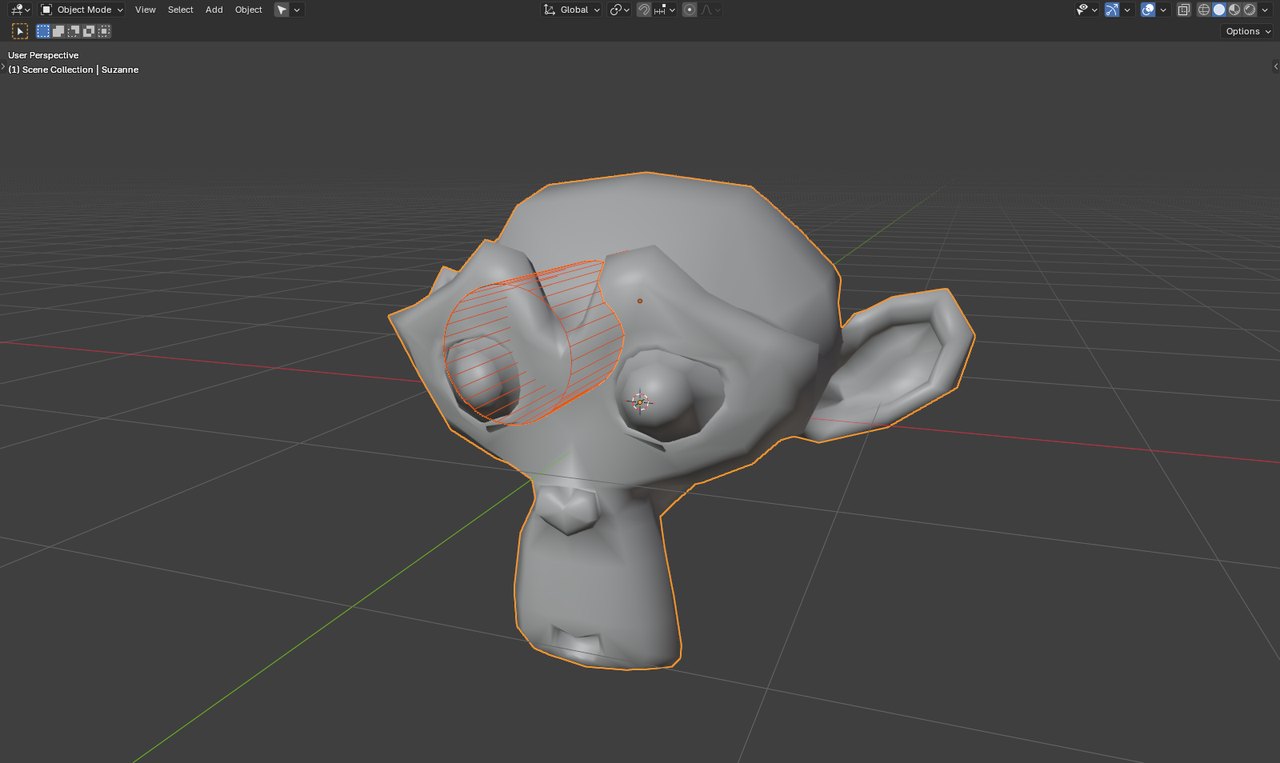 Object Mode View Select Add Object Global
Options
User Perspective
(1) Scene Collection | Suzanne